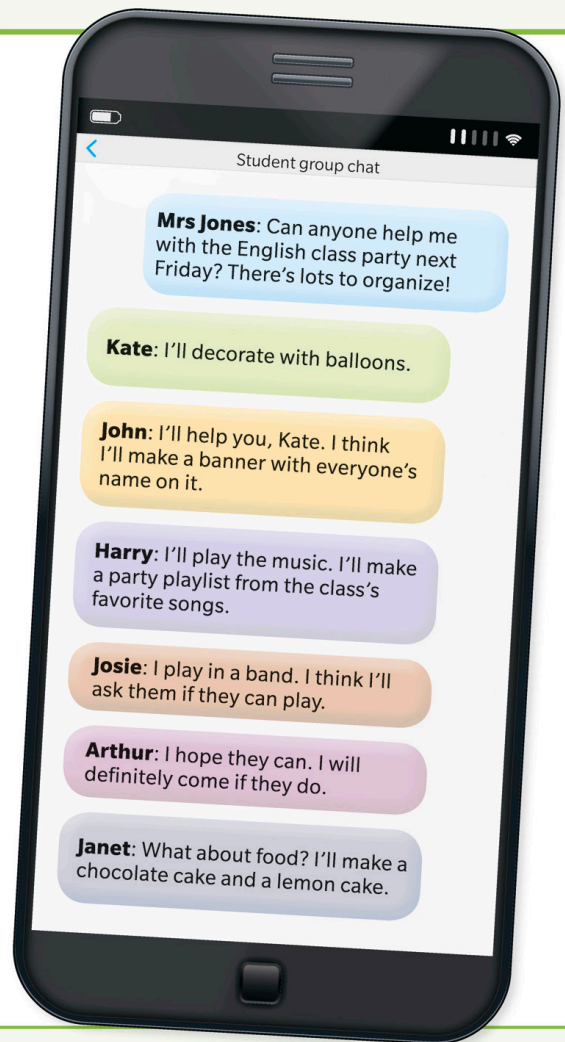 Student group chat
Mrs Jones: Can anyone help me
with the English class party next
Friday? There's lots to organize!
Kate: I'll decorate with balloons.
John: I'll help you, Kate. I think
I'll make a banner with everyone's
name on it.
Harry: I'll play the music. I'll make
a party playlist from the class's
favorite songs.
Josie: I play in a band. I think I'll
ask them if they can play.
Arthur: I hope they can. I will
definitely come if they do.
Janet: What about food? I'll make a
chocolate cake and a lemon cake.